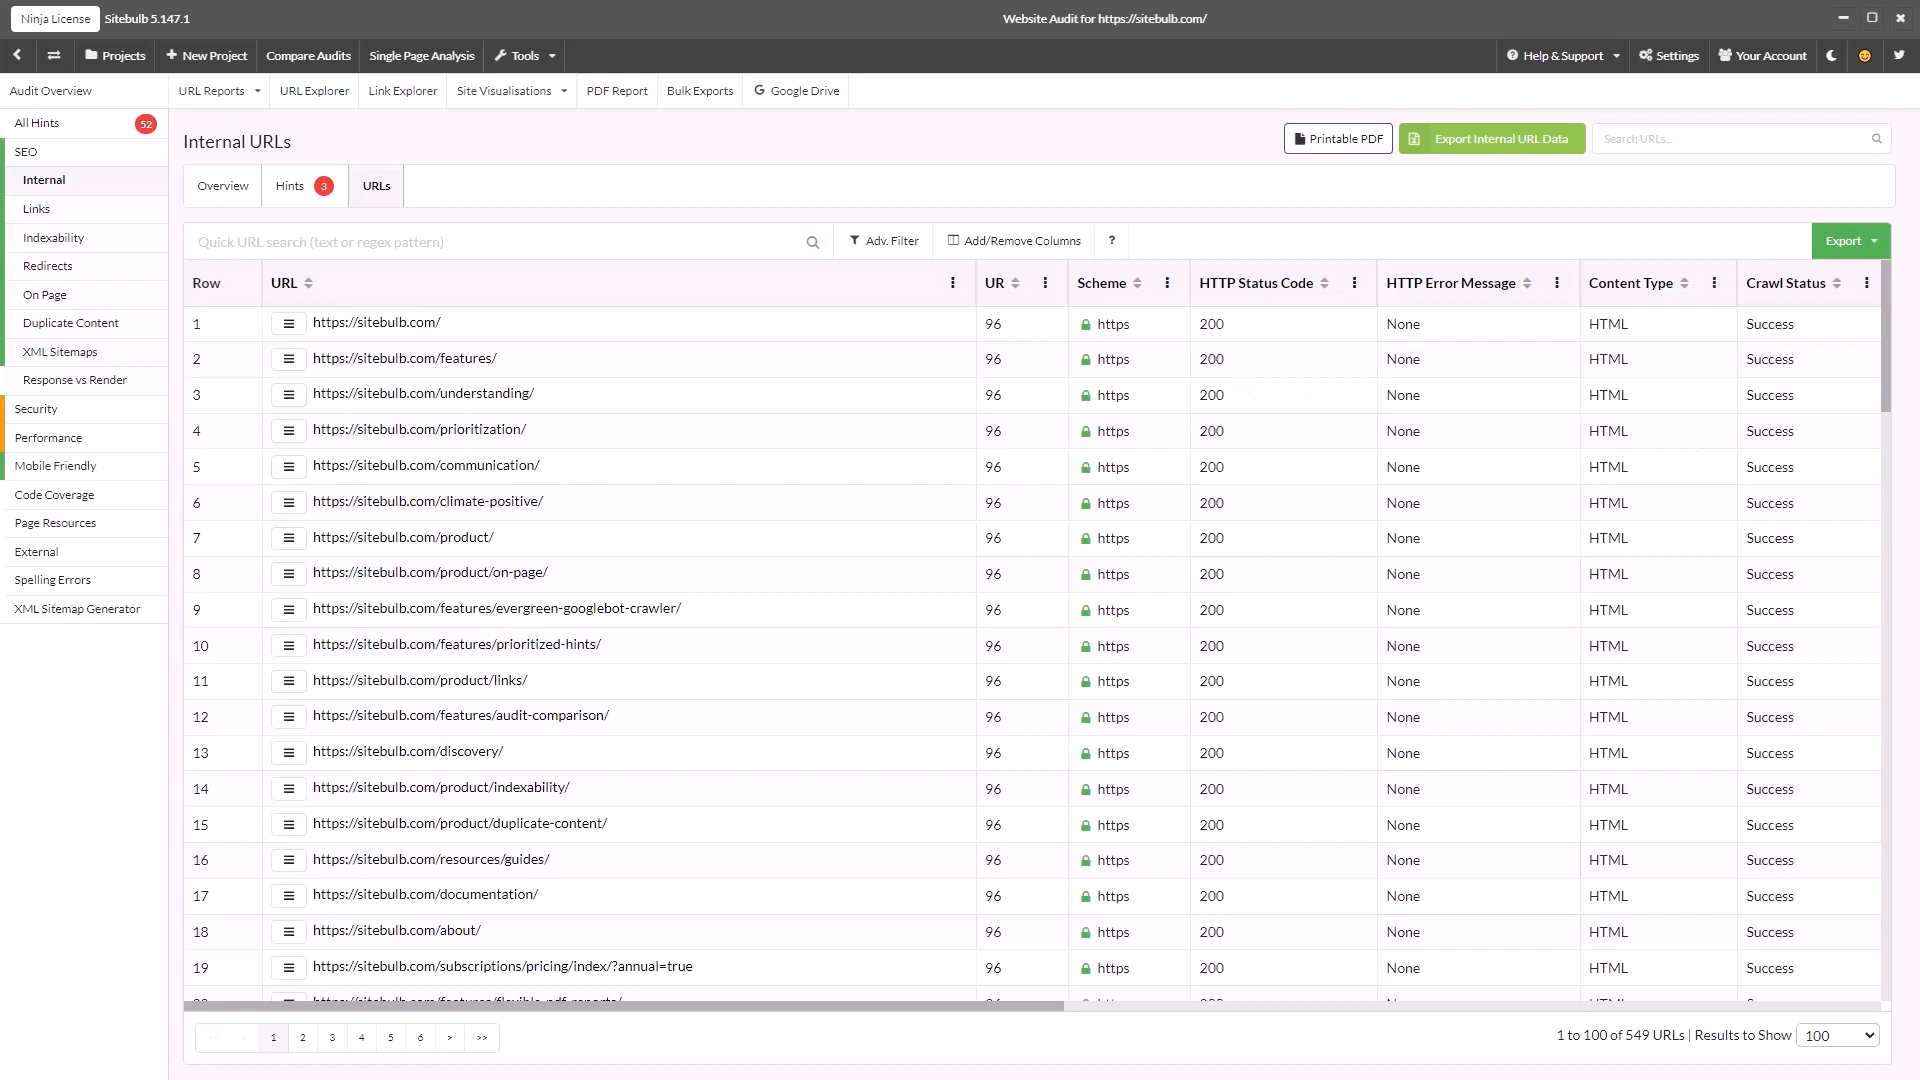 Ninja License Sitebulb 5.147.1 Website Audit for https://sitebulb.com/
Projects New Project Compare Audits Single Page Analysis Tools Help & Support Settings Your Account
Audit Overview URL Reports URL Explorer Link Explorer Site Visualisations PDF Report Bulk Exports Google Drive
All Hints 52
SEO
Internal
Links
Indexability
Redirects
On Page
Duplicate Content
XML Sitemaps
Response vs Render
Security
Performance
Mobile Friendly
Code Coverage
Page Resources
External
Spelling Errors
XML Sitemap Generator
Internal URLs Printable PDF Export Internal URL Data Search URLs...
Overview Hints 3 URLs
Quick URL search (text or regex pattern) Adv. Filter Add/Remove Columns ? Export
Row URL UR Scheme HTTP Status Code HTTP Error Message Content Type Crawl Status
1 https://sitebulb.com/ 96 https 200 None HTML Success
2 https://sitebulb.com/features/ 96 https 200 None HTML Success
3 https://sitebulb.com/understanding/ 96 https 200 None HTML Success
4 https://sitebulb.com/prioritization/ 96 https 200 None HTML Success
5 https://sitebulb.com/communication/ 96 https 200 None HTML Success
6 https://sitebulb.com/climate-positive/ 96 https 200 None HTML Success
7 https://sitebulb.com/product/ 96 https 200 None HTML Success
8 https://sitebulb.com/product/on-page/ 96 https 200 None HTML Success
9 https://sitebulb.com/features/evergreen-googlebot-crawler/ 96 https 200 None HTML Success
10 https://sitebulb.com/features/prioritized-hints/ 96 https 200 None HTML Success
11 https://sitebulb.com/product/links/ 96 https 200 None HTML Success
12 https://sitebulb.com/features/audit-comparison/ 96 https 200 None HTML Success
13 https://sitebulb.com/discovery/ 96 https 200 None HTML Success
14 https://sitebulb.com/product/indexability/ 96 https 200 None HTML Success
15 https://sitebulb.com/product/duplicate-content/ 96 https 200 None HTML Success
16 https://sitebulb.com/resources/guides/ 96 https 200 None HTML Success
17 https://sitebulb.com/documentation/ 96 https 200 None HTML Success
18 https://sitebulb.com/about/ 96 https 200 None HTML Success
19 https://sitebulb.com/subscriptions/pricing/index/?annual=true 96 https 200 None HTML Success
<< < 1 2 3 4 5 6 > >> 1 to 100 of 549 URLs | Results to Show 100